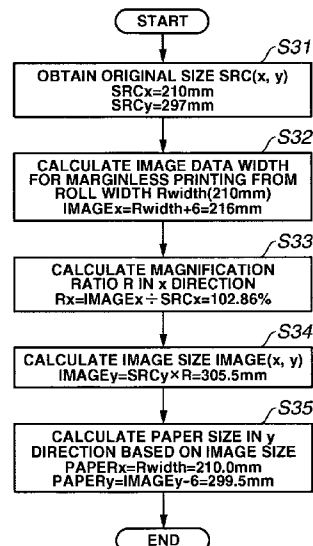 START
S31
OBTAIN ORIGINAL SIZE SRC(x, y)
SRCx=210mm
SRCy=297mm
S32
CALCULATE IMAGE DATA WIDTH
FOR MARGINLESS PRINTING FROM
ROLL WIDTH Rwidth(210mm)
IMAGEx=Rwidth+6=216mm
S33
CALCULATE MAGNIFICATION
RATIO R IN x DIRECTION
Rx=IMAGEx÷SRCx=102.86%
S34
CALCULATE IMAGE SIZE IMAGE(x, y)
IMAGEy=SRCy×R=305.5mm
S35
CALCULATE PAPER SIZE IN y
DIRECTION BASED ON IMAGE SIZE
PAPERx=Rwidth=210.0mm
PAPERy=IMAGEy-6=299.5mm
END